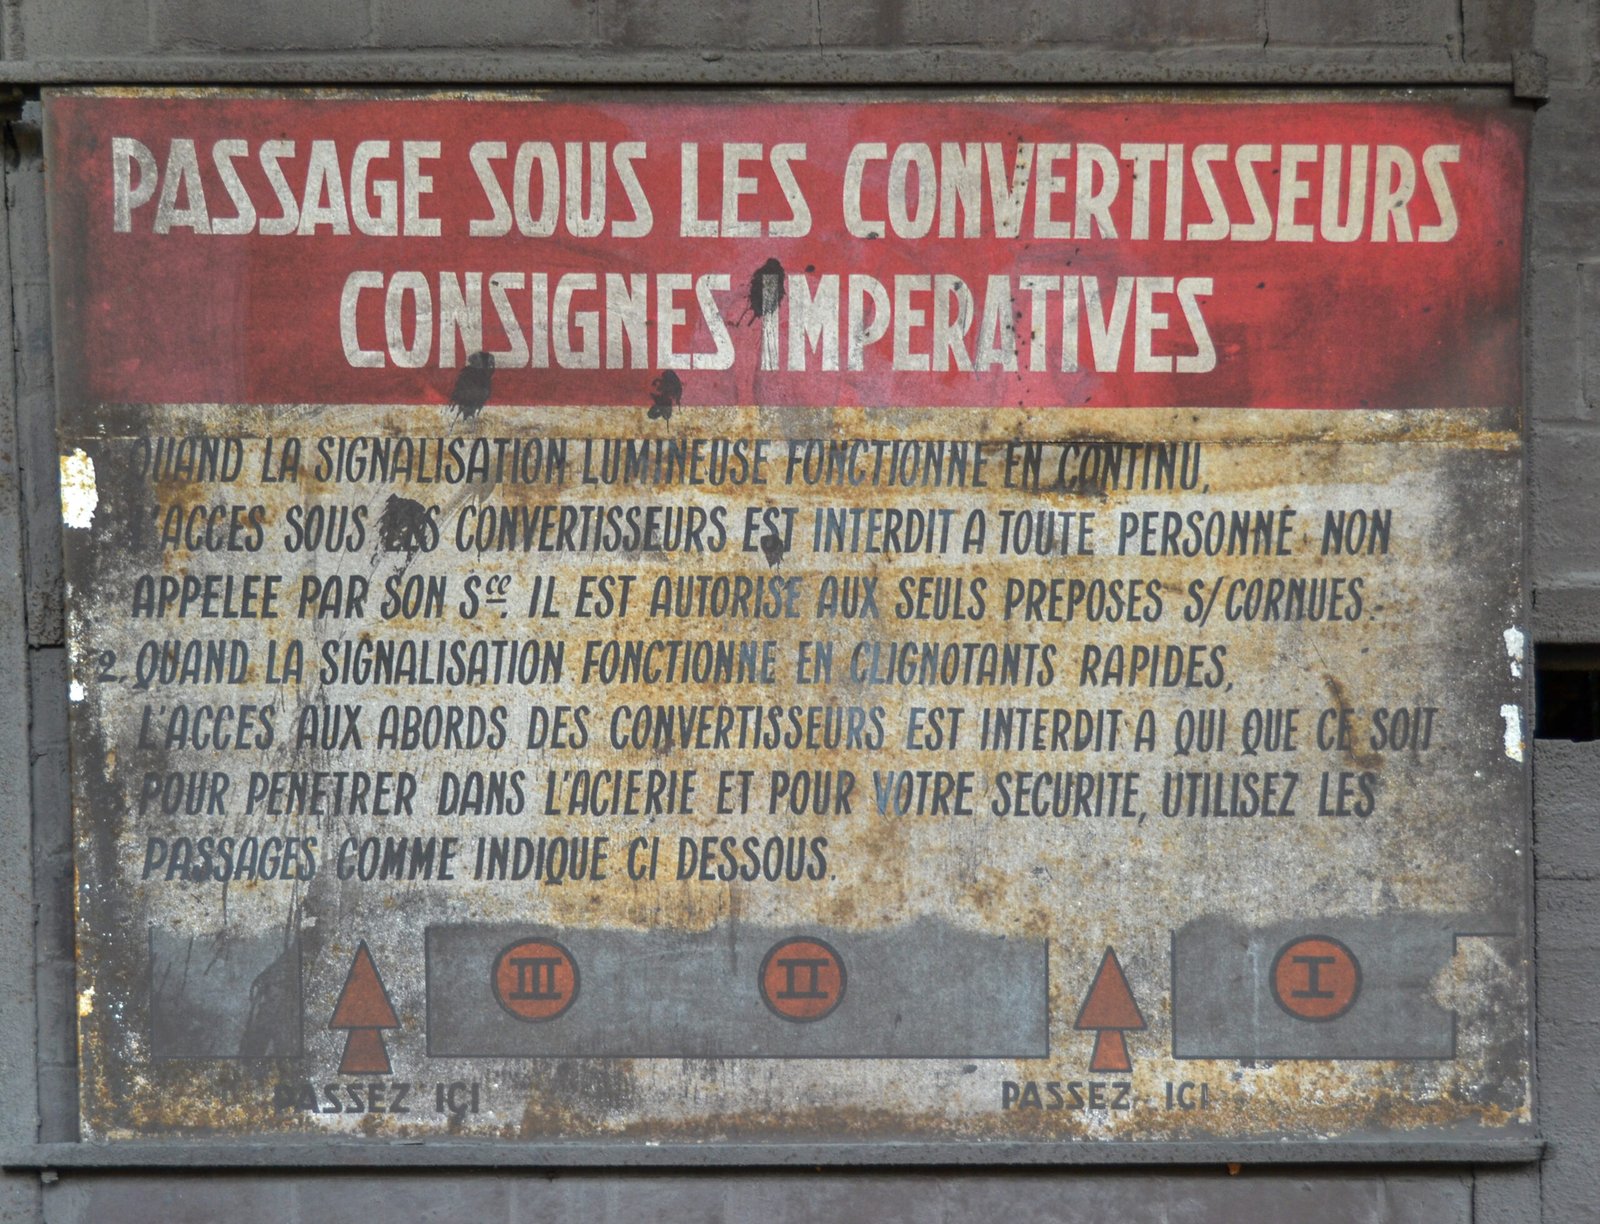 PASSAGE SOUS LES CONVERTISSEURS
CONSIGNES IMPERATIVES
QUAND LA SIGNALISATION LUMINEUSE FONCTIONNE EN CONTINU,
L'ACCES SOUS LES CONVERTISSEURS EST INTERDIT A TOUTE PERSONNE NON
APPELEE PAR SON Sce. IL EST AUTORISE AUX SEULS PREPOSES S/CORNUES.
2. QUAND LA SIGNALISATION FONCTIONNE EN CLIGNOTANTS RAPIDES,
L'ACCES AUX ABORDS DES CONVERTISSEURS EST INTERDIT A QUI QUE CE SOIT
POUR PENETRER DANS L'ACIERIE ET POUR VOTRE SECURITE, UTILISEZ LES
PASSAGES COMME INDIQUE CI DESSOUS.
III II I
PASSEZ IÇI PASSEZ IÇI